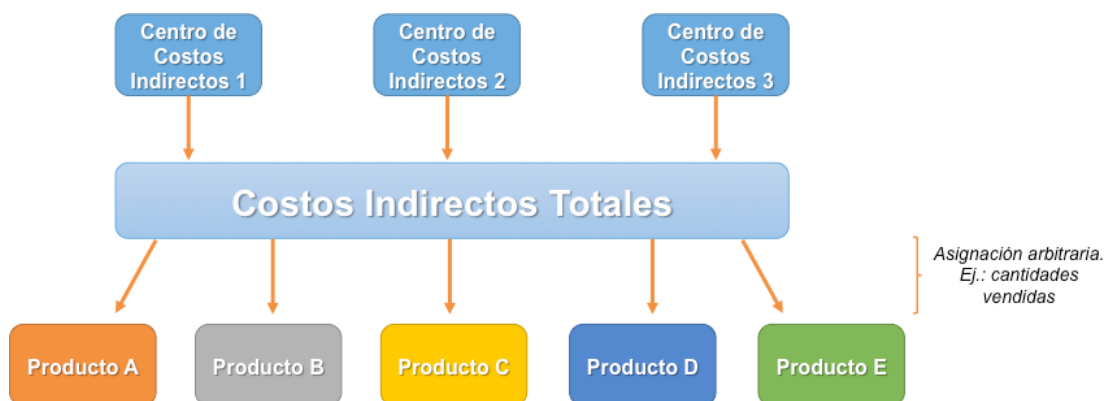 Centro de
Costos
Indirectos 1
Centro de
Costos
Indirectos 2
Centro de
Costos
Indirectos 3
Costos Indirectos Totales
Asignación arbitraria.
Ej.: cantidades
vendidas
Producto A
Producto B
Producto C
Producto D
Producto E